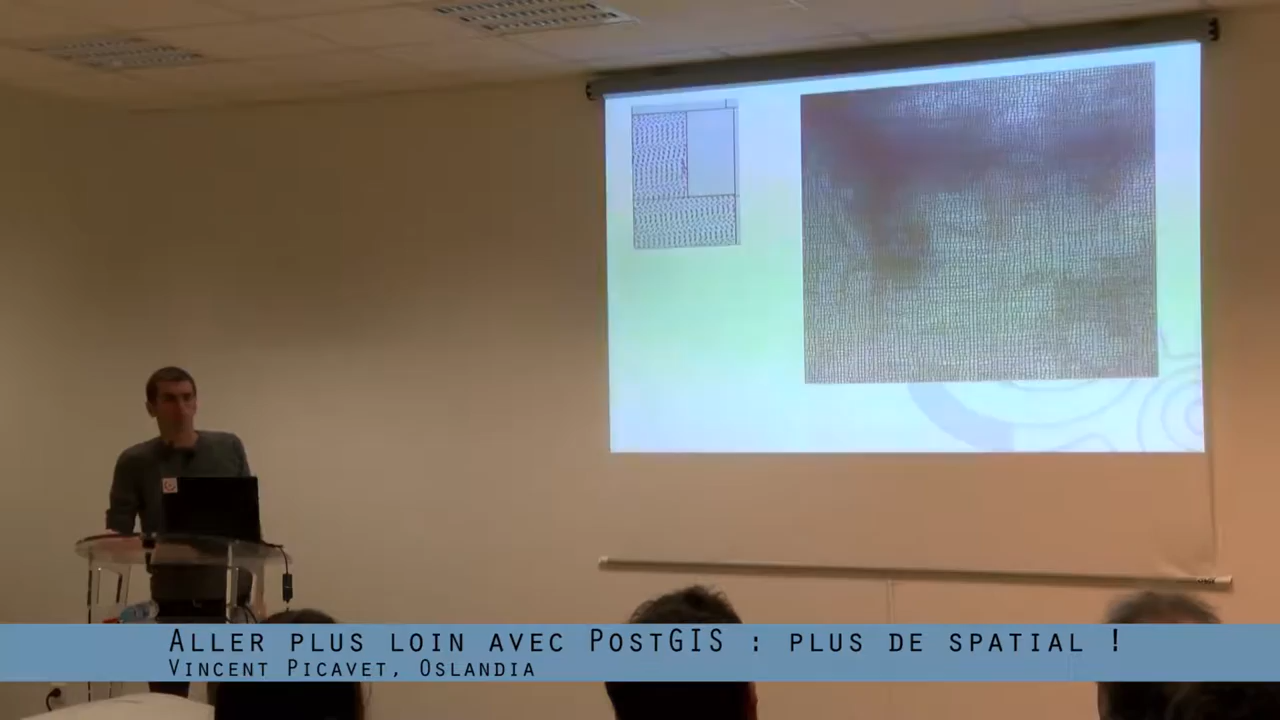 Aller plus loin avec PostGIS : plus de spatial !
Vincent Picavet, Oslandia